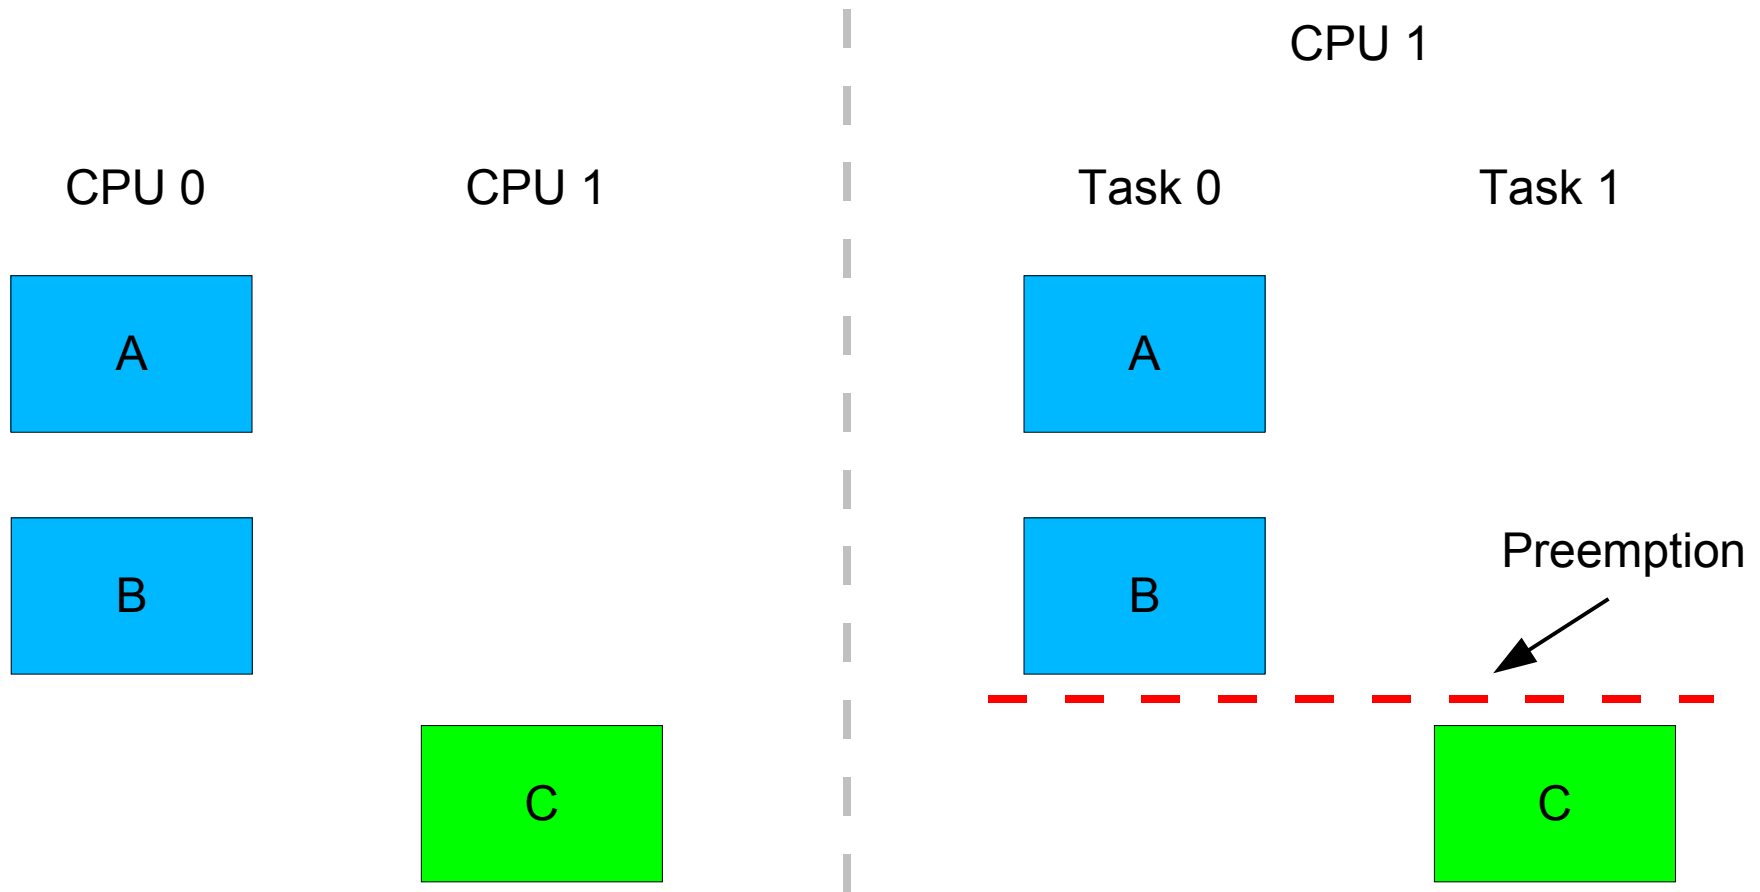 CPU 1
CPU 0
CPU 1
Task 0
Task 1
A
A
B
B
Preemption
C
C